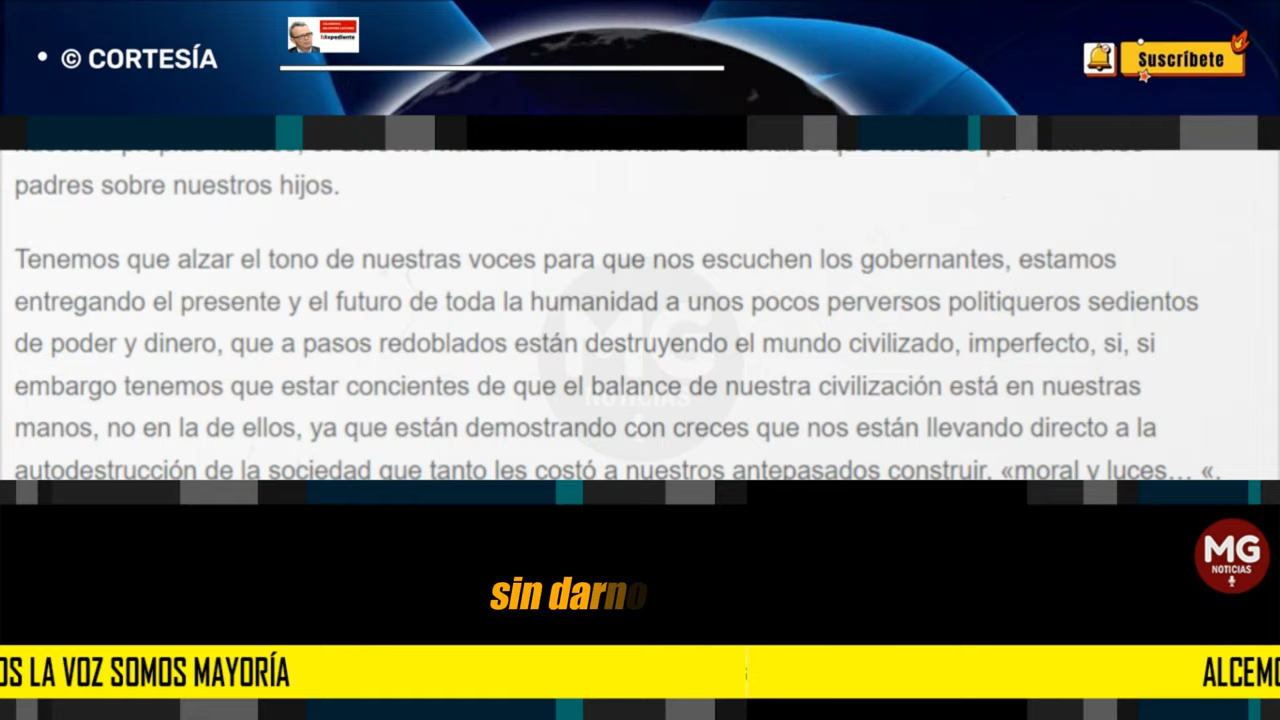 • © CORTESÍA
Expediente
Suscríbete
padres sobre nuestros hijos.
Tenemos que alzar el tono de nuestras voces para que nos escuchen los gobernantes, estamos
entregando el presente y el futuro de toda la humanidad a unos pocos perversos politiqueros sedientos
de poder y dinero, que a pasos redoblados están destruyendo el mundo civilizado, imperfecto, si, si
embargo tenemos que estar concientes de que el balance de nuestra civilización está en nuestras
manos, no en la de ellos, ya que están demostrando con creces que nos están llevando directo a la
autodestrucción de la sociedad que tanto les costó a nuestros antepasados construir, «moral y luces... «.
MG
NOTICIAS
MG
NOTICIAS
sin darno
OS LA VOZ SOMOS MAYORÍA
ALCEMO